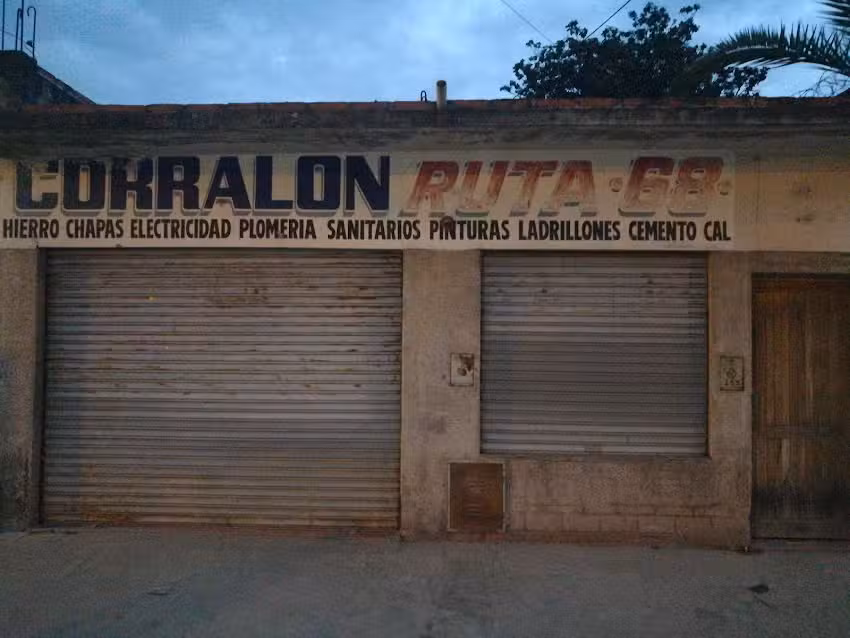 CORRALON RUTA • 68 •
HIERRO CHAPAS ELECTRICIDAD PLOMERIA SANITARIOS PINTURAS LADRILLONES CEMENTO CAL